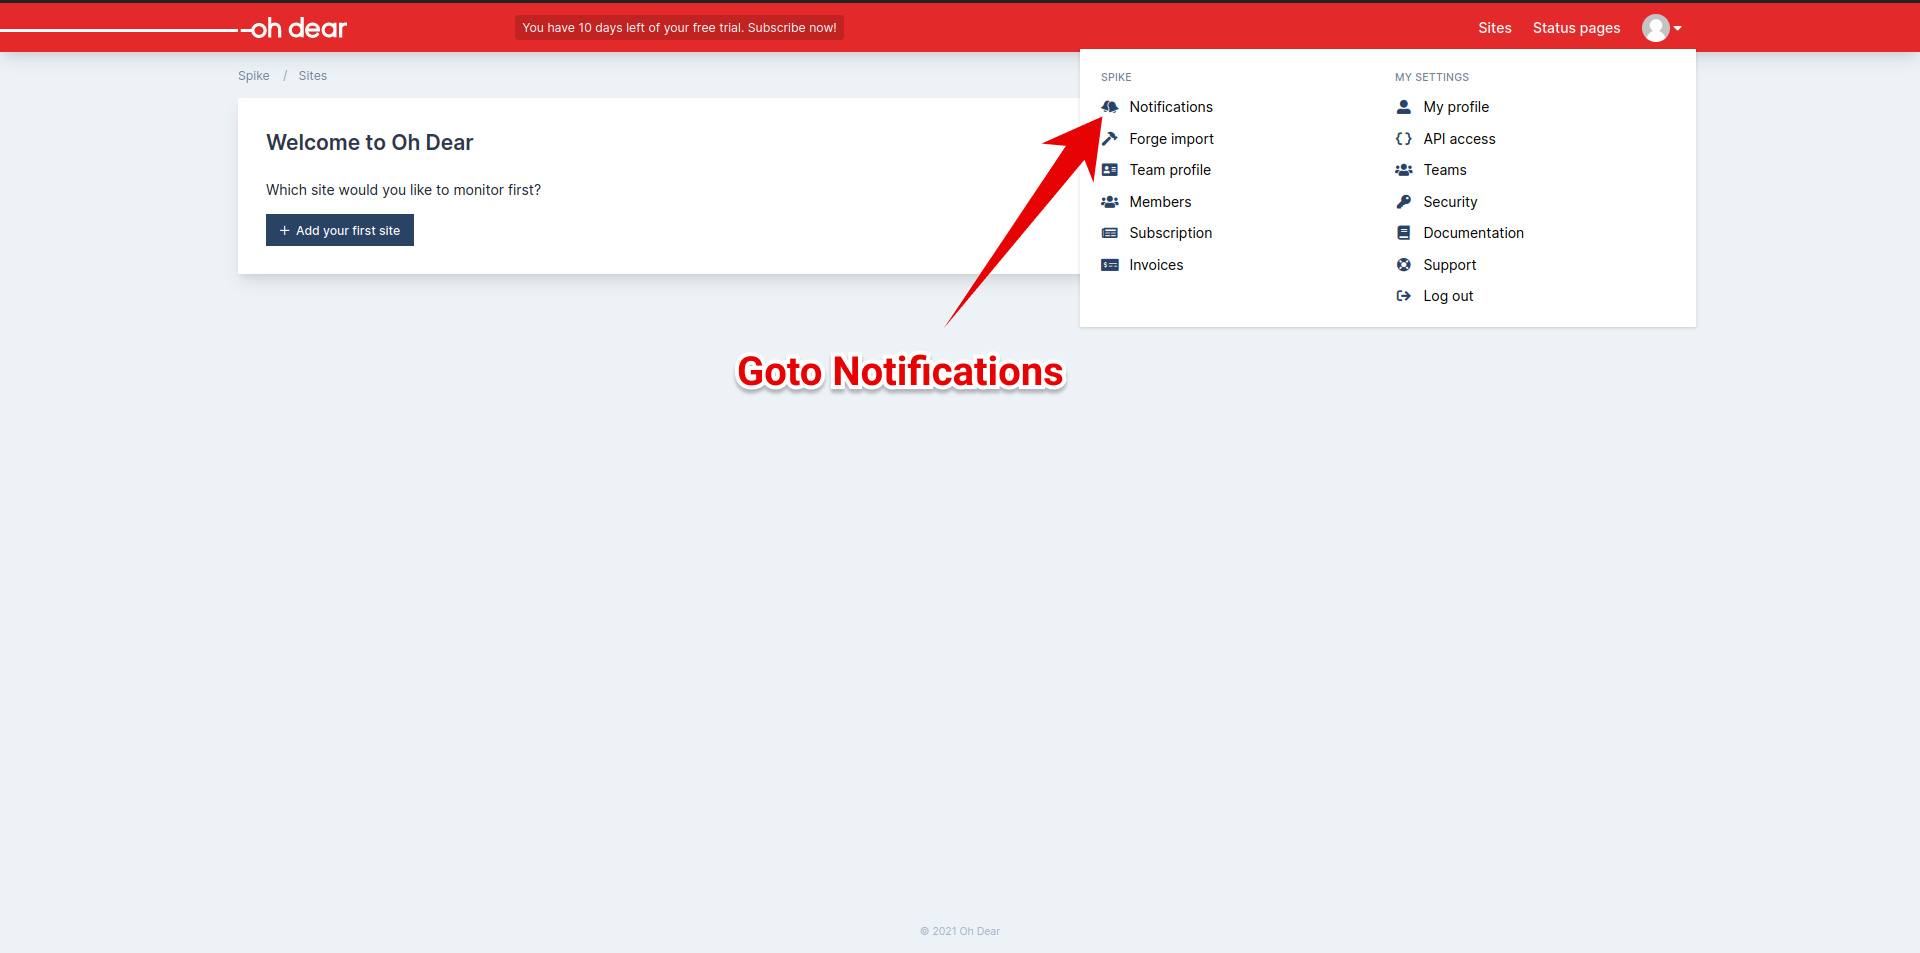 oh dear
You have 10 days left of your free trial. Subscribe now!
Sites
Status pages
Spike / Sites
Welcome to Oh Dear
Which site would you like to monitor first?
+ Add your first site
SPIKE
Notifications
Forge import
Team profile
Members
Subscription
Invoices
MY SETTINGS
My profile
API access
Teams
Security
Documentation
Support
Log out
Goto Notifications
© 2021 Oh Dear